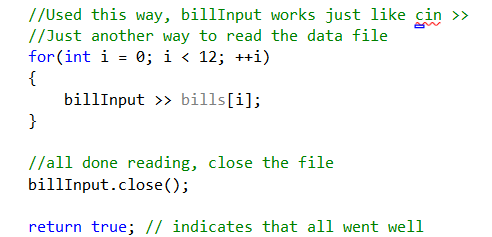 //Used this way, billInput works just like cin >>
//Just another way to read the data file
for(int i = 0; i < 12; ++i)
{
    billInput >> bills[i];
}

//all done reading, close the file
billInput.close();

return true; // indicates that all went well